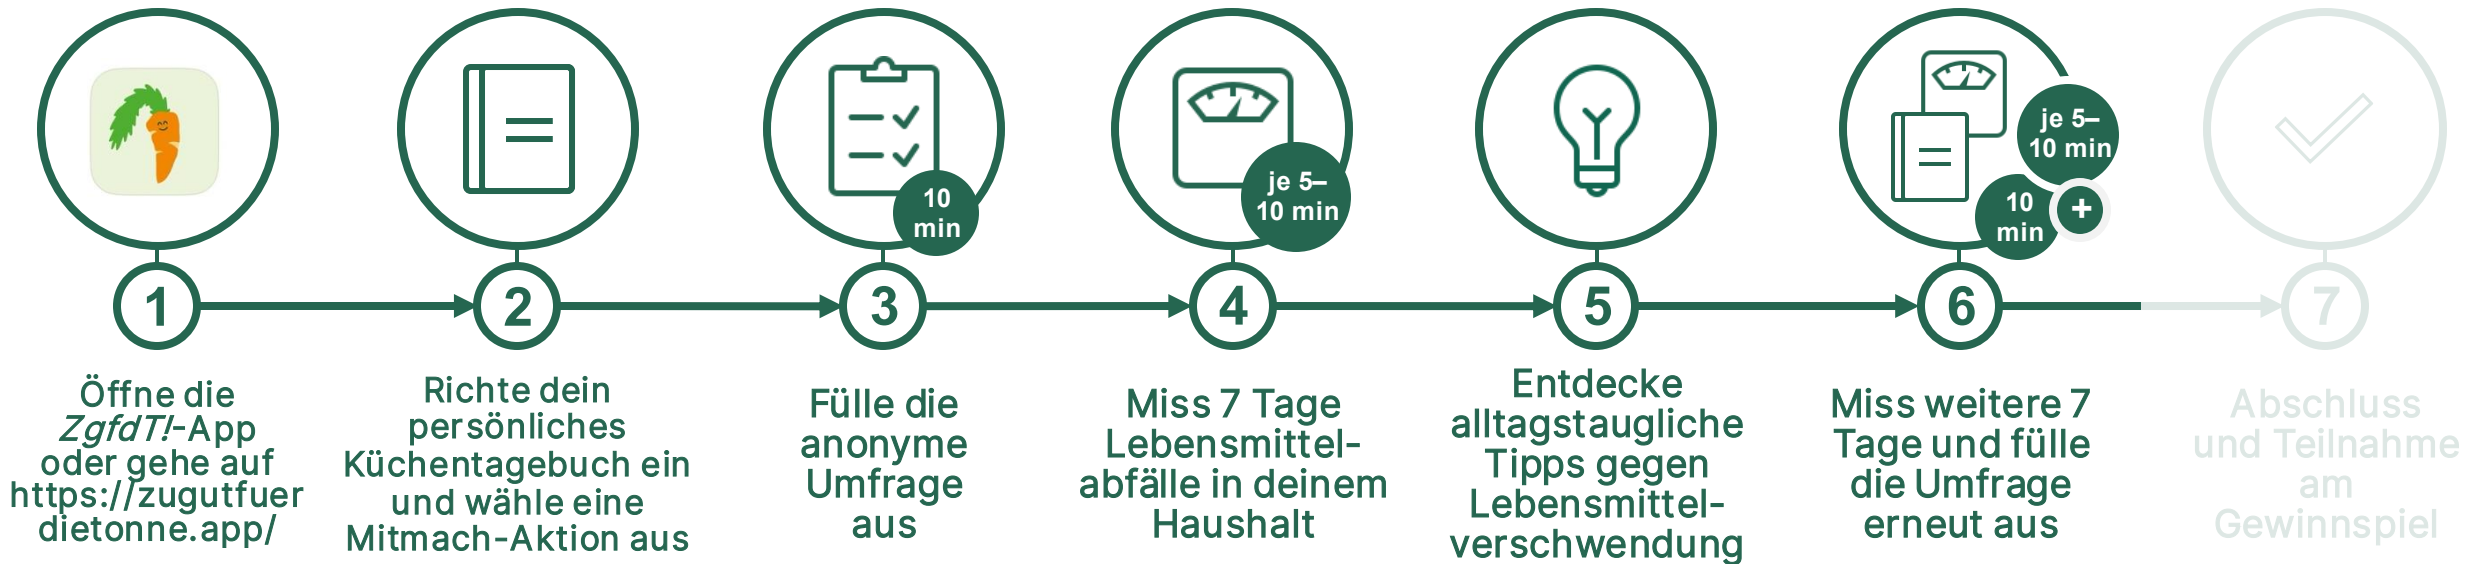 10
min
je 5–
10 min
je 5–
10 min
10
min
+
1
2
3
4
5
6
7
Öffne die
ZgfdT!-App
oder gehe auf
https://zugutfuer
dietonne.app/
Richte dein
persönliches
Küchentagebuch ein
und wähle eine
Mitmach-Aktion aus
Fülle die
anonyme
Umfrage
aus
Miss 7 Tage
Lebensmittel-
abfälle in deinem
Haushalt
Entdecke
alltagstaugliche
Tipps gegen
Lebensmittel-
verschwendung
Miss weitere 7
Tage und fülle
die Umfrage
erneut aus
Abschluss
und Teilnahme
am
Gewinnspiel